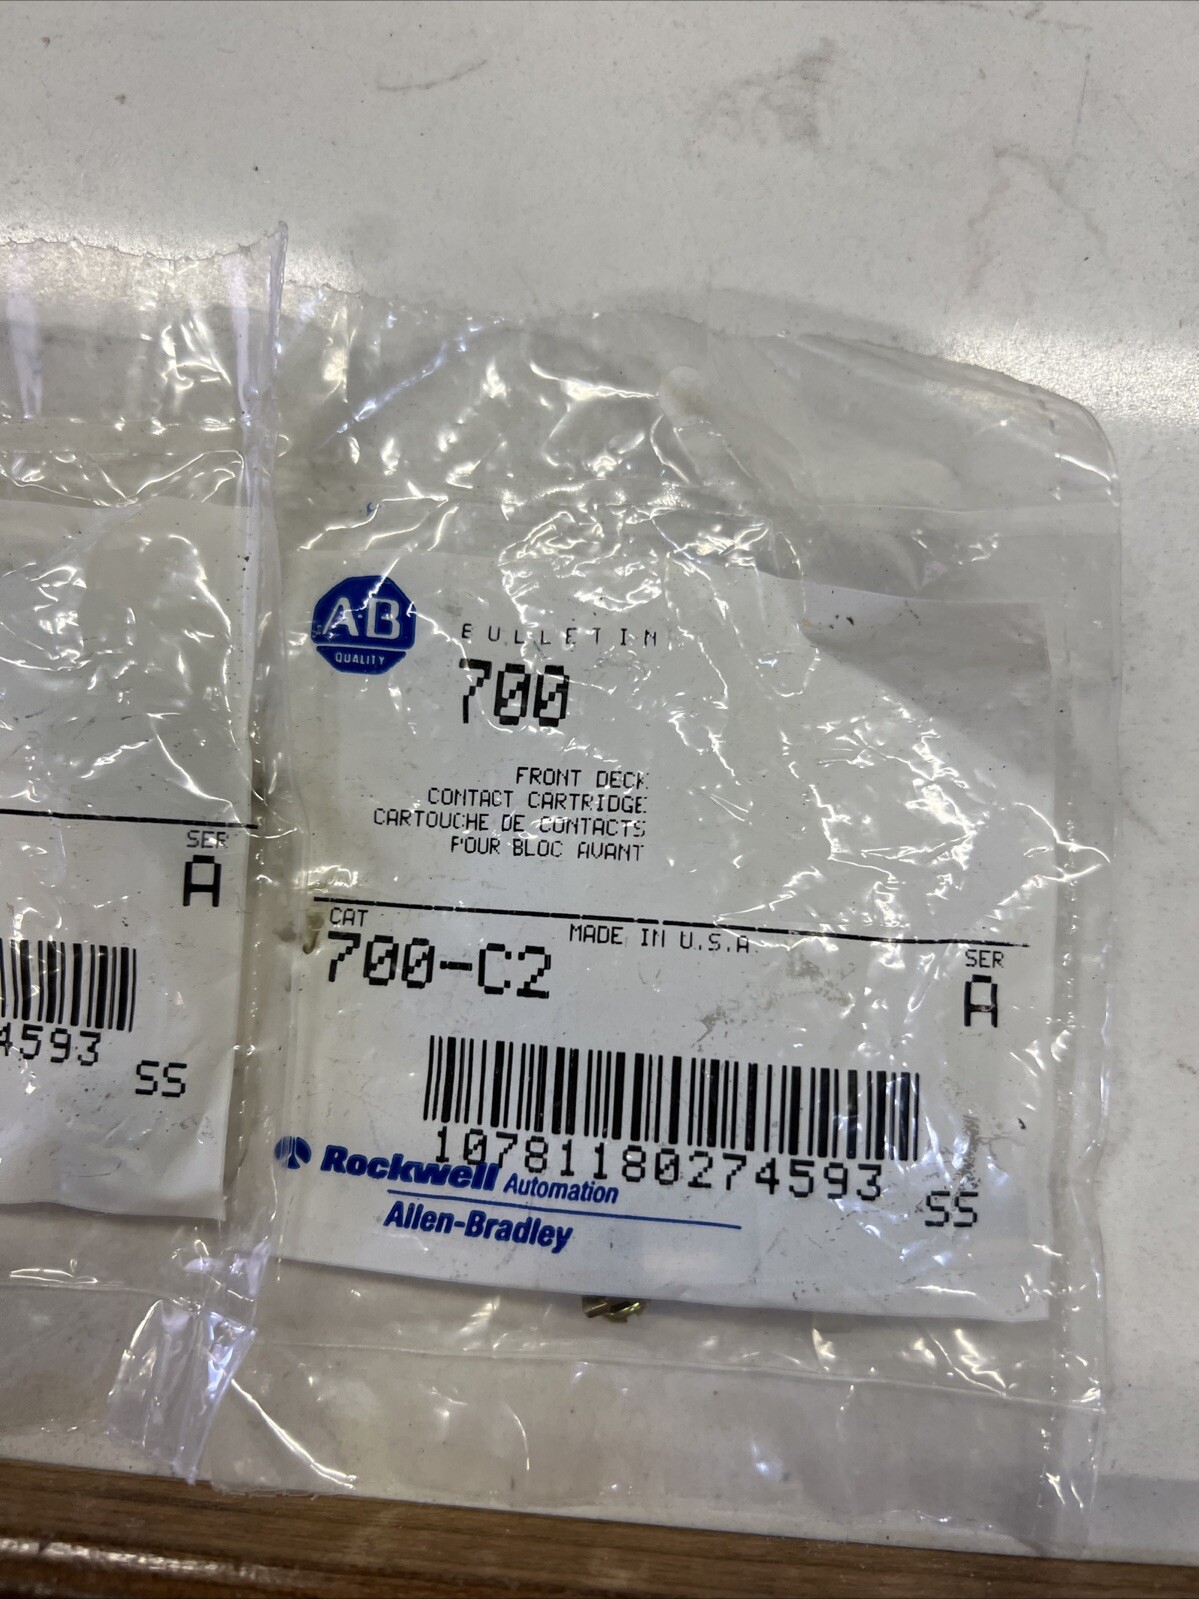 A-B
QUALITY
BULLETIN
700
FRONT DECK
CONTACT CARTRIDGE
CARTOUCHE DE CONTACTS
POUR BLOC AVANT
CAT
MADE IN U.S.A.
700-C2
SER
A
10781180274593
SS
Rockwell Automation
Allen-Bradley
SER
A
4593
SS